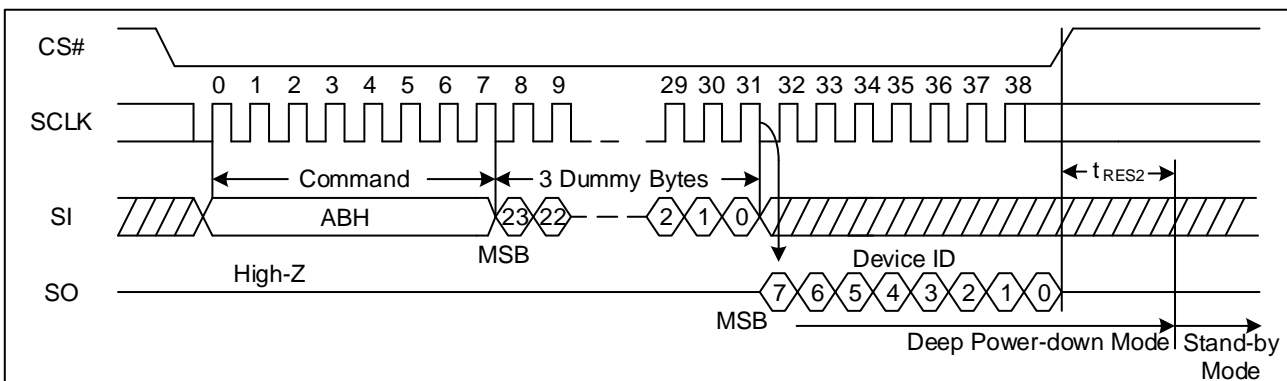 CS#
0 1 2 3 4 5 6 7 8 9 29 30 31 32 33 34 35 36 37 38
SCLK
Command 3 Dummy Bytes tRES2
SI ABH 23 22 2 1 0
MSB
High-Z Device ID
SO 7 6 5 4 3 2 1 0
MSB
Deep Power-down Mode Stand-by
Mode